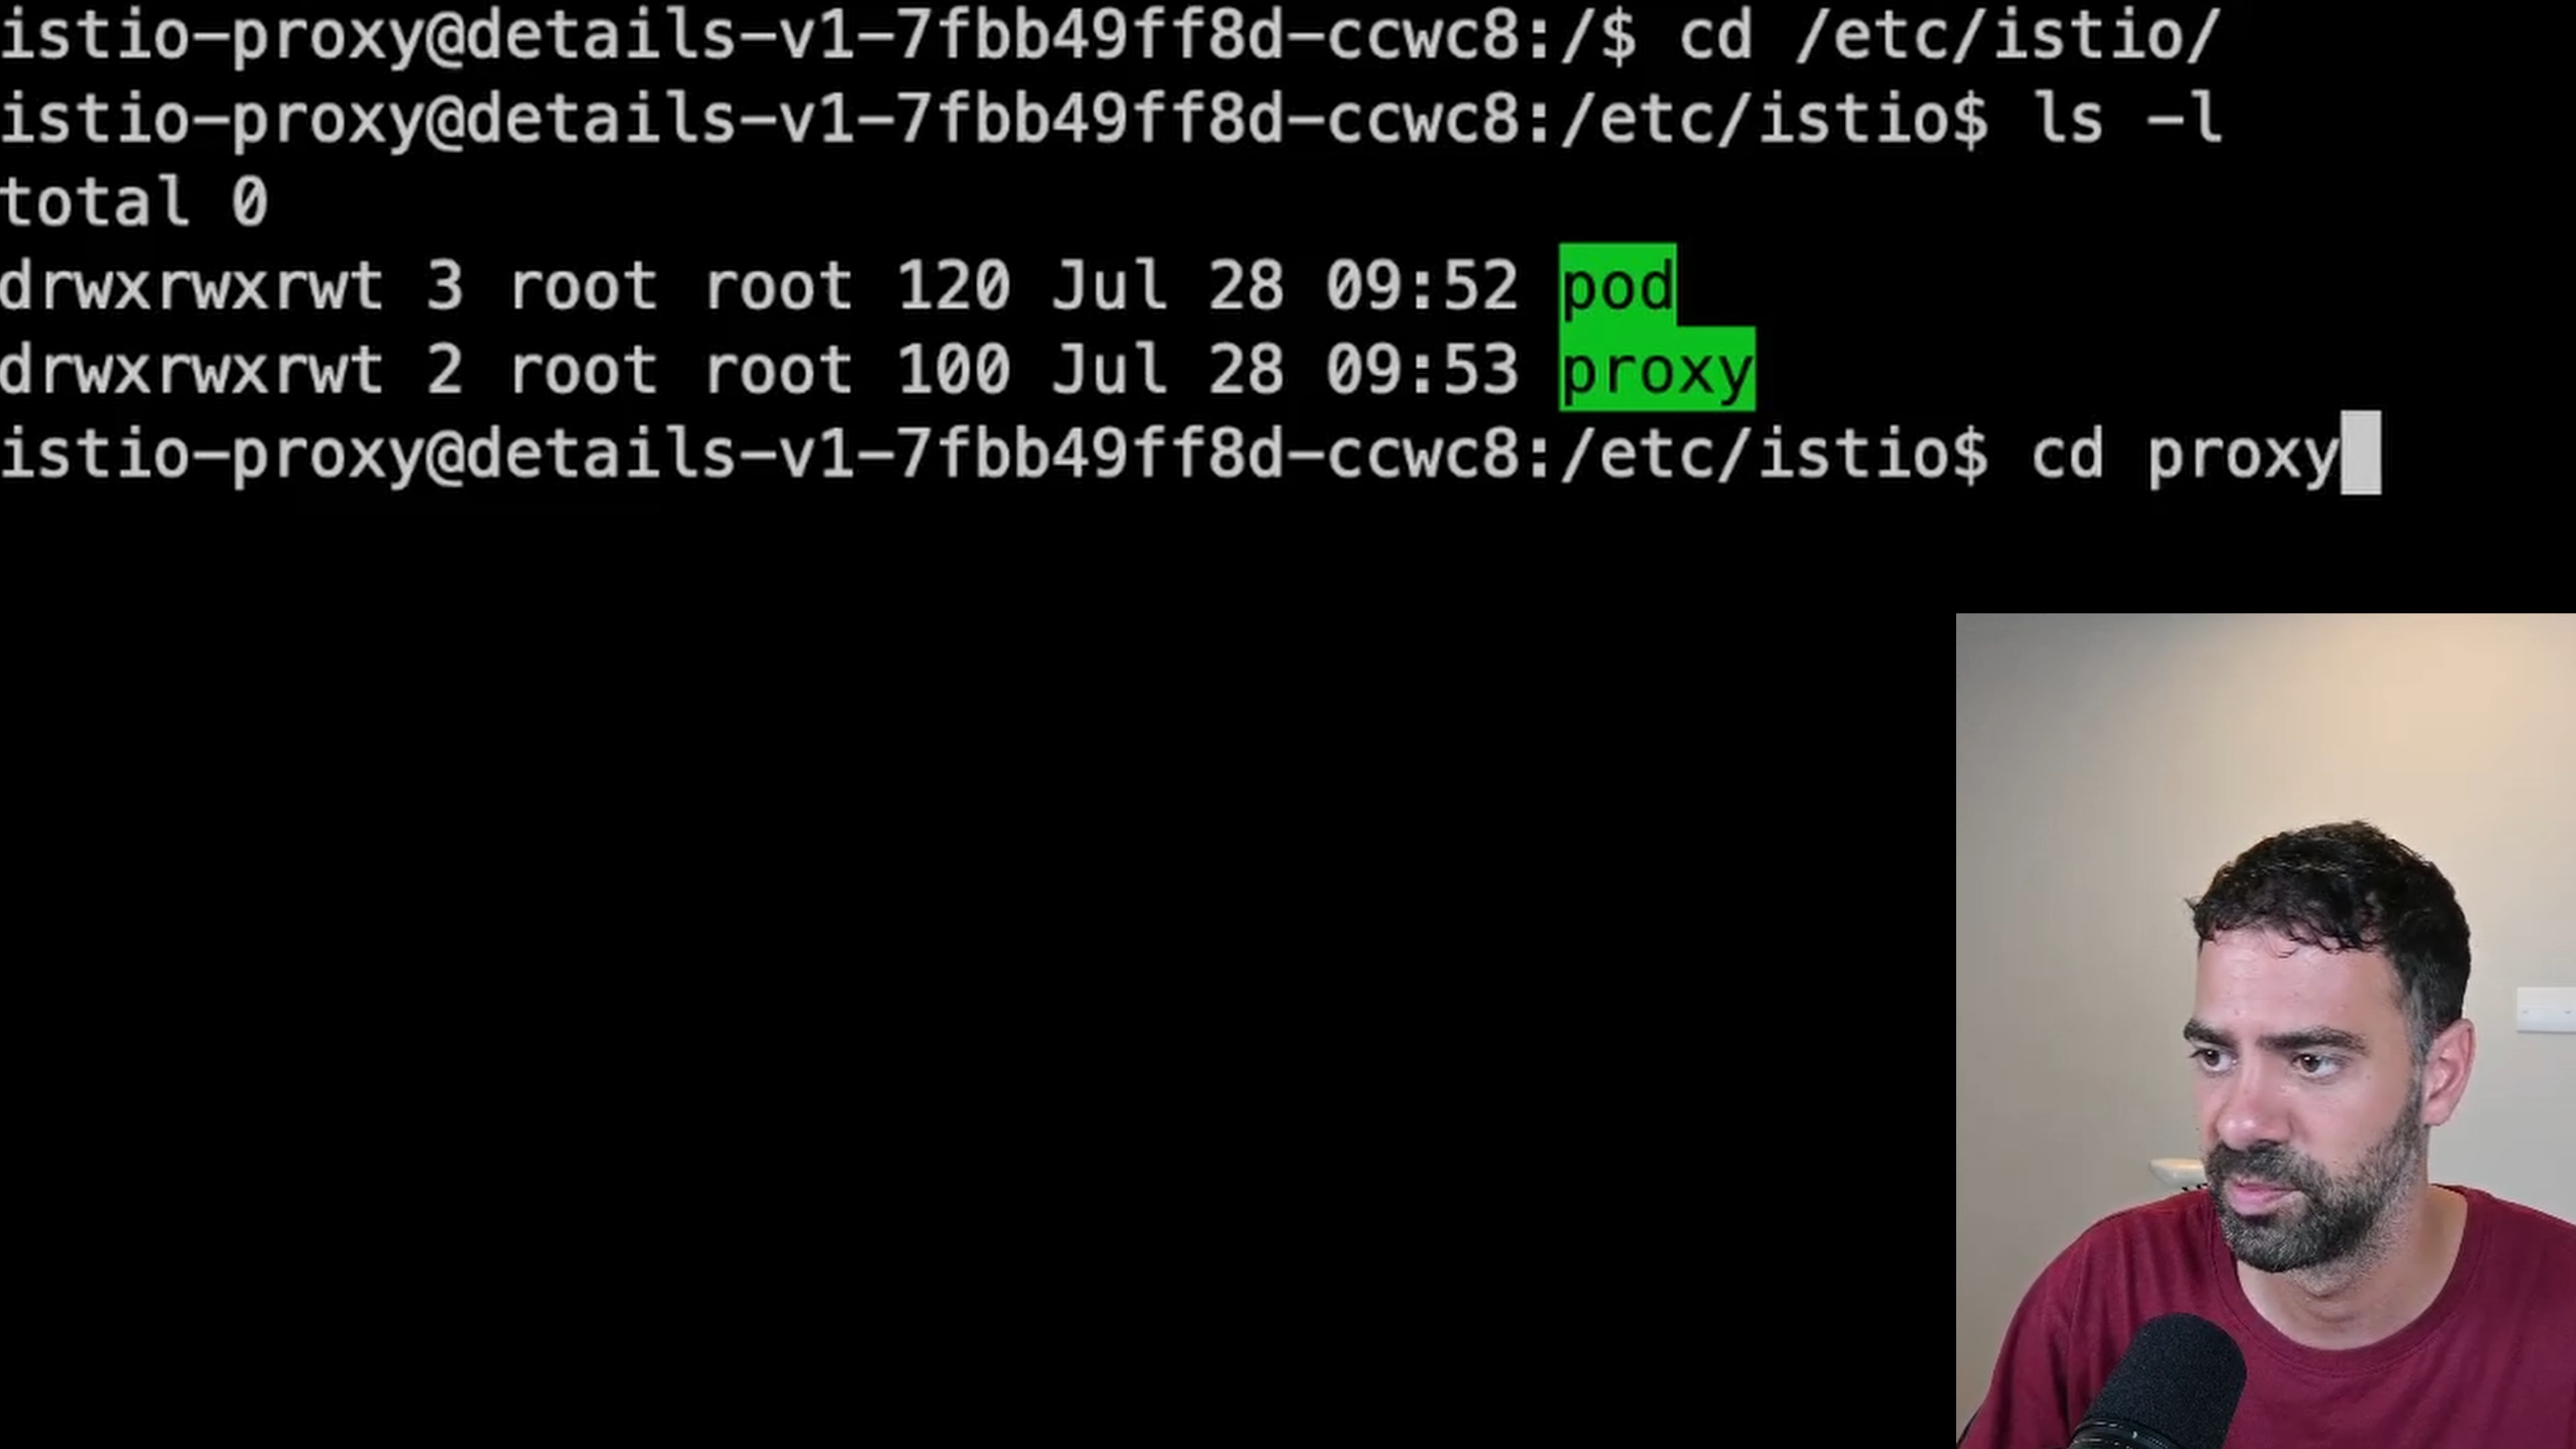 istio-proxy@details-v1-7fbb49ff8d-ccwc8:/$ cd /etc/istio/
istio-proxy@details-v1-7fbb49ff8d-ccwc8:/etc/istio$ ls -l
total 0
drwxrwxrwt 3 root root 120 Jul 28 09:52 pod
drwxrwxrwt 2 root root 100 Jul 28 09:53 proxy
istio-proxy@details-v1-7fbb49ff8d-ccwc8:/etc/istio$ cd proxy